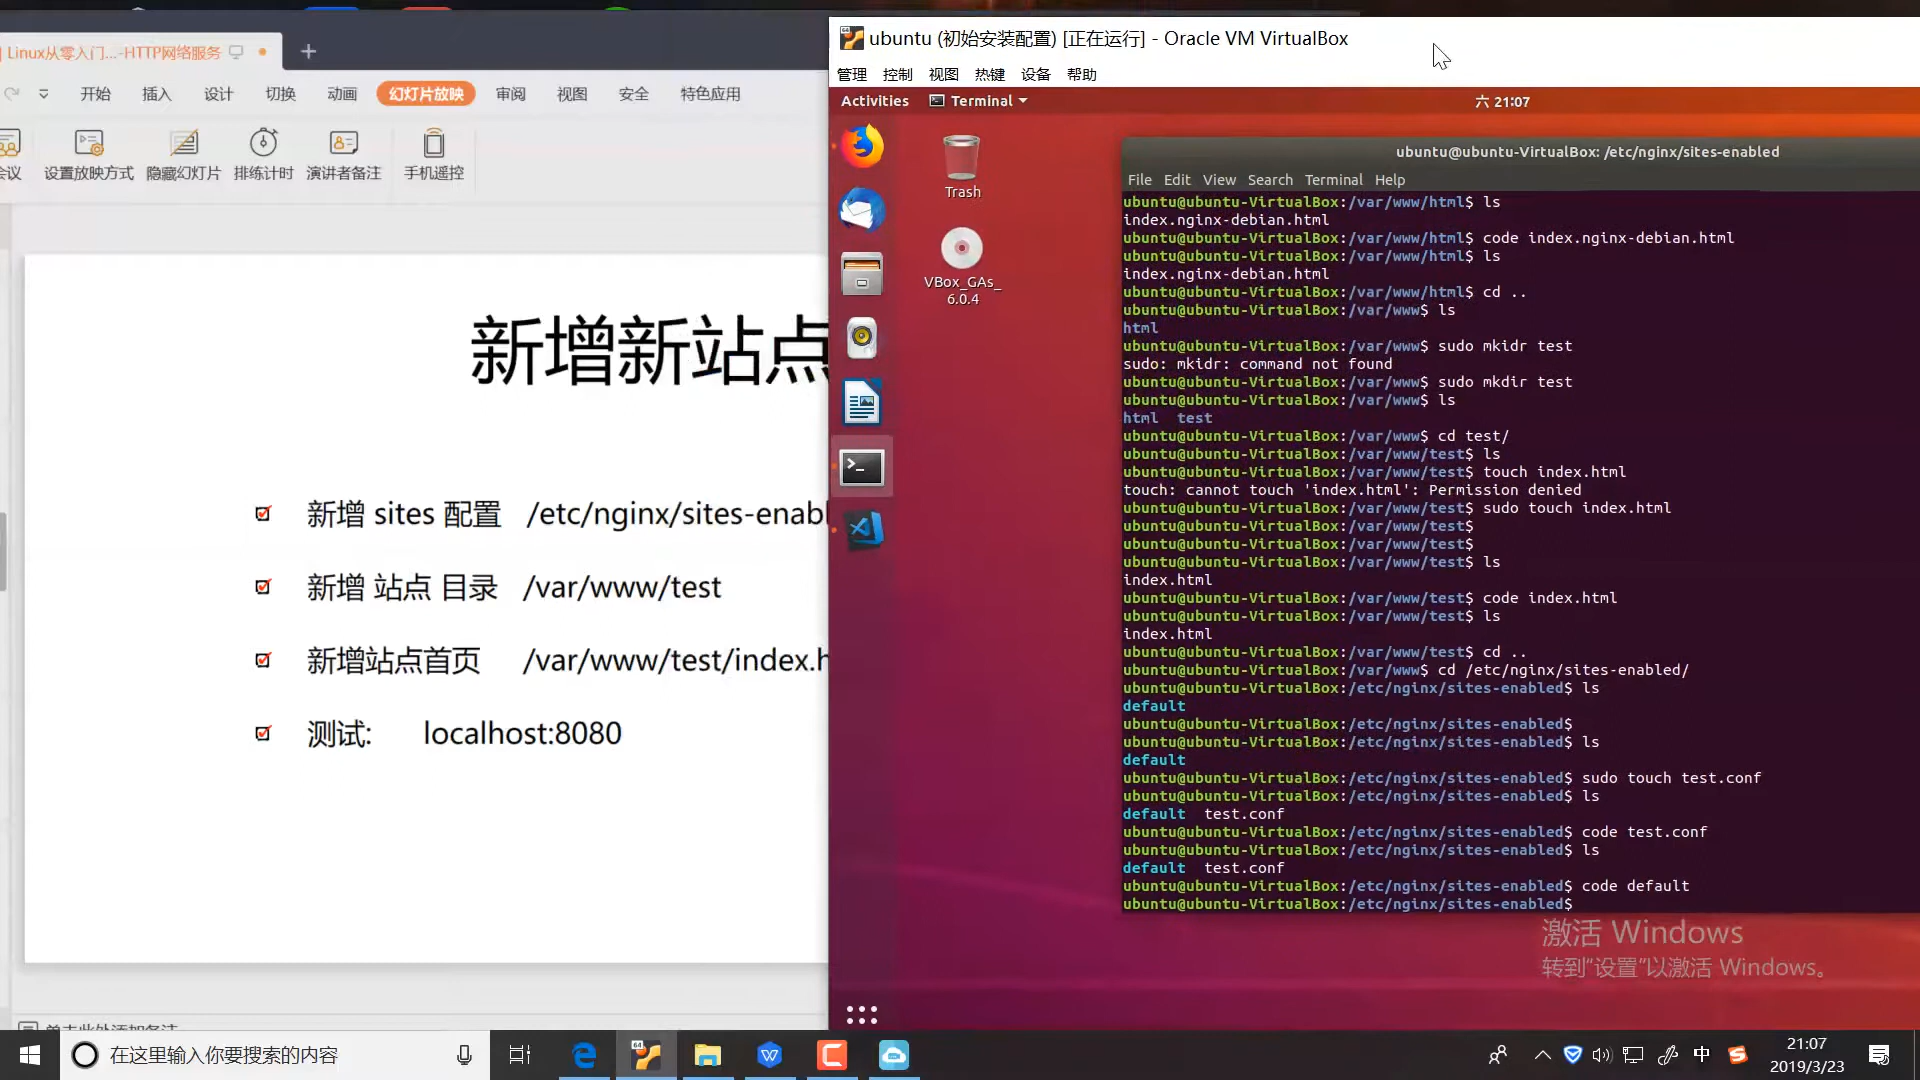 Linux从零入门...-HTTP网络服务
开始 插入 设计 切换 动画 幻灯片放映 审阅 视图 安全 特色应用
会议 设置放映方式 隐藏幻灯片 排练计时 演讲者备注 手机遥控
新增新站点
新增 sites 配置 /etc/nginx/sites-enabl
新增 站点 目录 /var/www/test
新增站点首页 /var/www/test/index.h
测试: localhost:8080
单击此处添加备注
ubuntu (初始安装配置) [正在运行] - Oracle VM VirtualBox
管理 控制 视图 热键 设备 帮助
Activities Terminal 六 21:07
Trash
VBox_GAs_
6.0.4
ubuntu@ubuntu-VirtualBox: /etc/nginx/sites-enabled
File Edit View Search Terminal Help
ubuntu@ubuntu-VirtualBox:/var/www/html$ ls
index.nginx-debian.html
ubuntu@ubuntu-VirtualBox:/var/www/html$ code index.nginx-debian.html
ubuntu@ubuntu-VirtualBox:/var/www/html$ ls
index.nginx-debian.html
ubuntu@ubuntu-VirtualBox:/var/www/html$ cd ..
ubuntu@ubuntu-VirtualBox:/var/www$ ls
html
ubuntu@ubuntu-VirtualBox:/var/www$ sudo mkidr test
sudo: mkidr: command not found
ubuntu@ubuntu-VirtualBox:/var/www$ sudo mkdir test
ubuntu@ubuntu-VirtualBox:/var/www$ ls
html test
ubuntu@ubuntu-VirtualBox:/var/www$ cd test/
ubuntu@ubuntu-VirtualBox:/var/www/test$ ls
ubuntu@ubuntu-VirtualBox:/var/www/test$ touch index.html
touch: cannot touch 'index.html': Permission denied
ubuntu@ubuntu-VirtualBox:/var/www/test$ sudo touch index.html
ubuntu@ubuntu-VirtualBox:/var/www/test$
ubuntu@ubuntu-VirtualBox:/var/www/test$
ubuntu@ubuntu-VirtualBox:/var/www/test$ ls
index.html
ubuntu@ubuntu-VirtualBox:/var/www/test$ code index.html
ubuntu@ubuntu-VirtualBox:/var/www/test$ ls
index.html
ubuntu@ubuntu-VirtualBox:/var/www/test$ cd ..
ubuntu@ubuntu-VirtualBox:/var/www$ cd /etc/nginx/sites-enabled/
ubuntu@ubuntu-VirtualBox:/etc/nginx/sites-enabled$ ls
default
ubuntu@ubuntu-VirtualBox:/etc/nginx/sites-enabled$
ubuntu@ubuntu-VirtualBox:/etc/nginx/sites-enabled$ ls
default
ubuntu@ubuntu-VirtualBox:/etc/nginx/sites-enabled$ sudo touch test.conf
ubuntu@ubuntu-VirtualBox:/etc/nginx/sites-enabled$ ls
default test.conf
ubuntu@ubuntu-VirtualBox:/etc/nginx/sites-enabled$ code test.conf
ubuntu@ubuntu-VirtualBox:/etc/nginx/sites-enabled$ ls
default test.conf
ubuntu@ubuntu-VirtualBox:/etc/nginx/sites-enabled$ code default
ubuntu@ubuntu-VirtualBox:/etc/nginx/sites-enabled$
激活 Windows
转到"设置"以激活 Windows。
在这里输入你要搜索的内容
中
21:07
2019/3/23